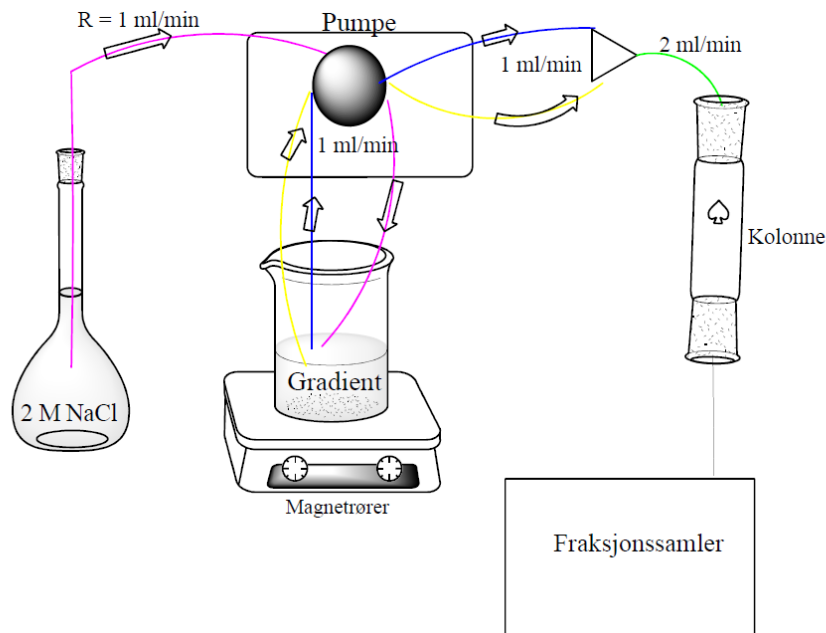 R = 1 ml/min
Pumpe
1 ml/min
2 ml/min
1 ml/min
Kolonne
2 M NaCl
Gradient
Magnetrører
Fraksjonssamler